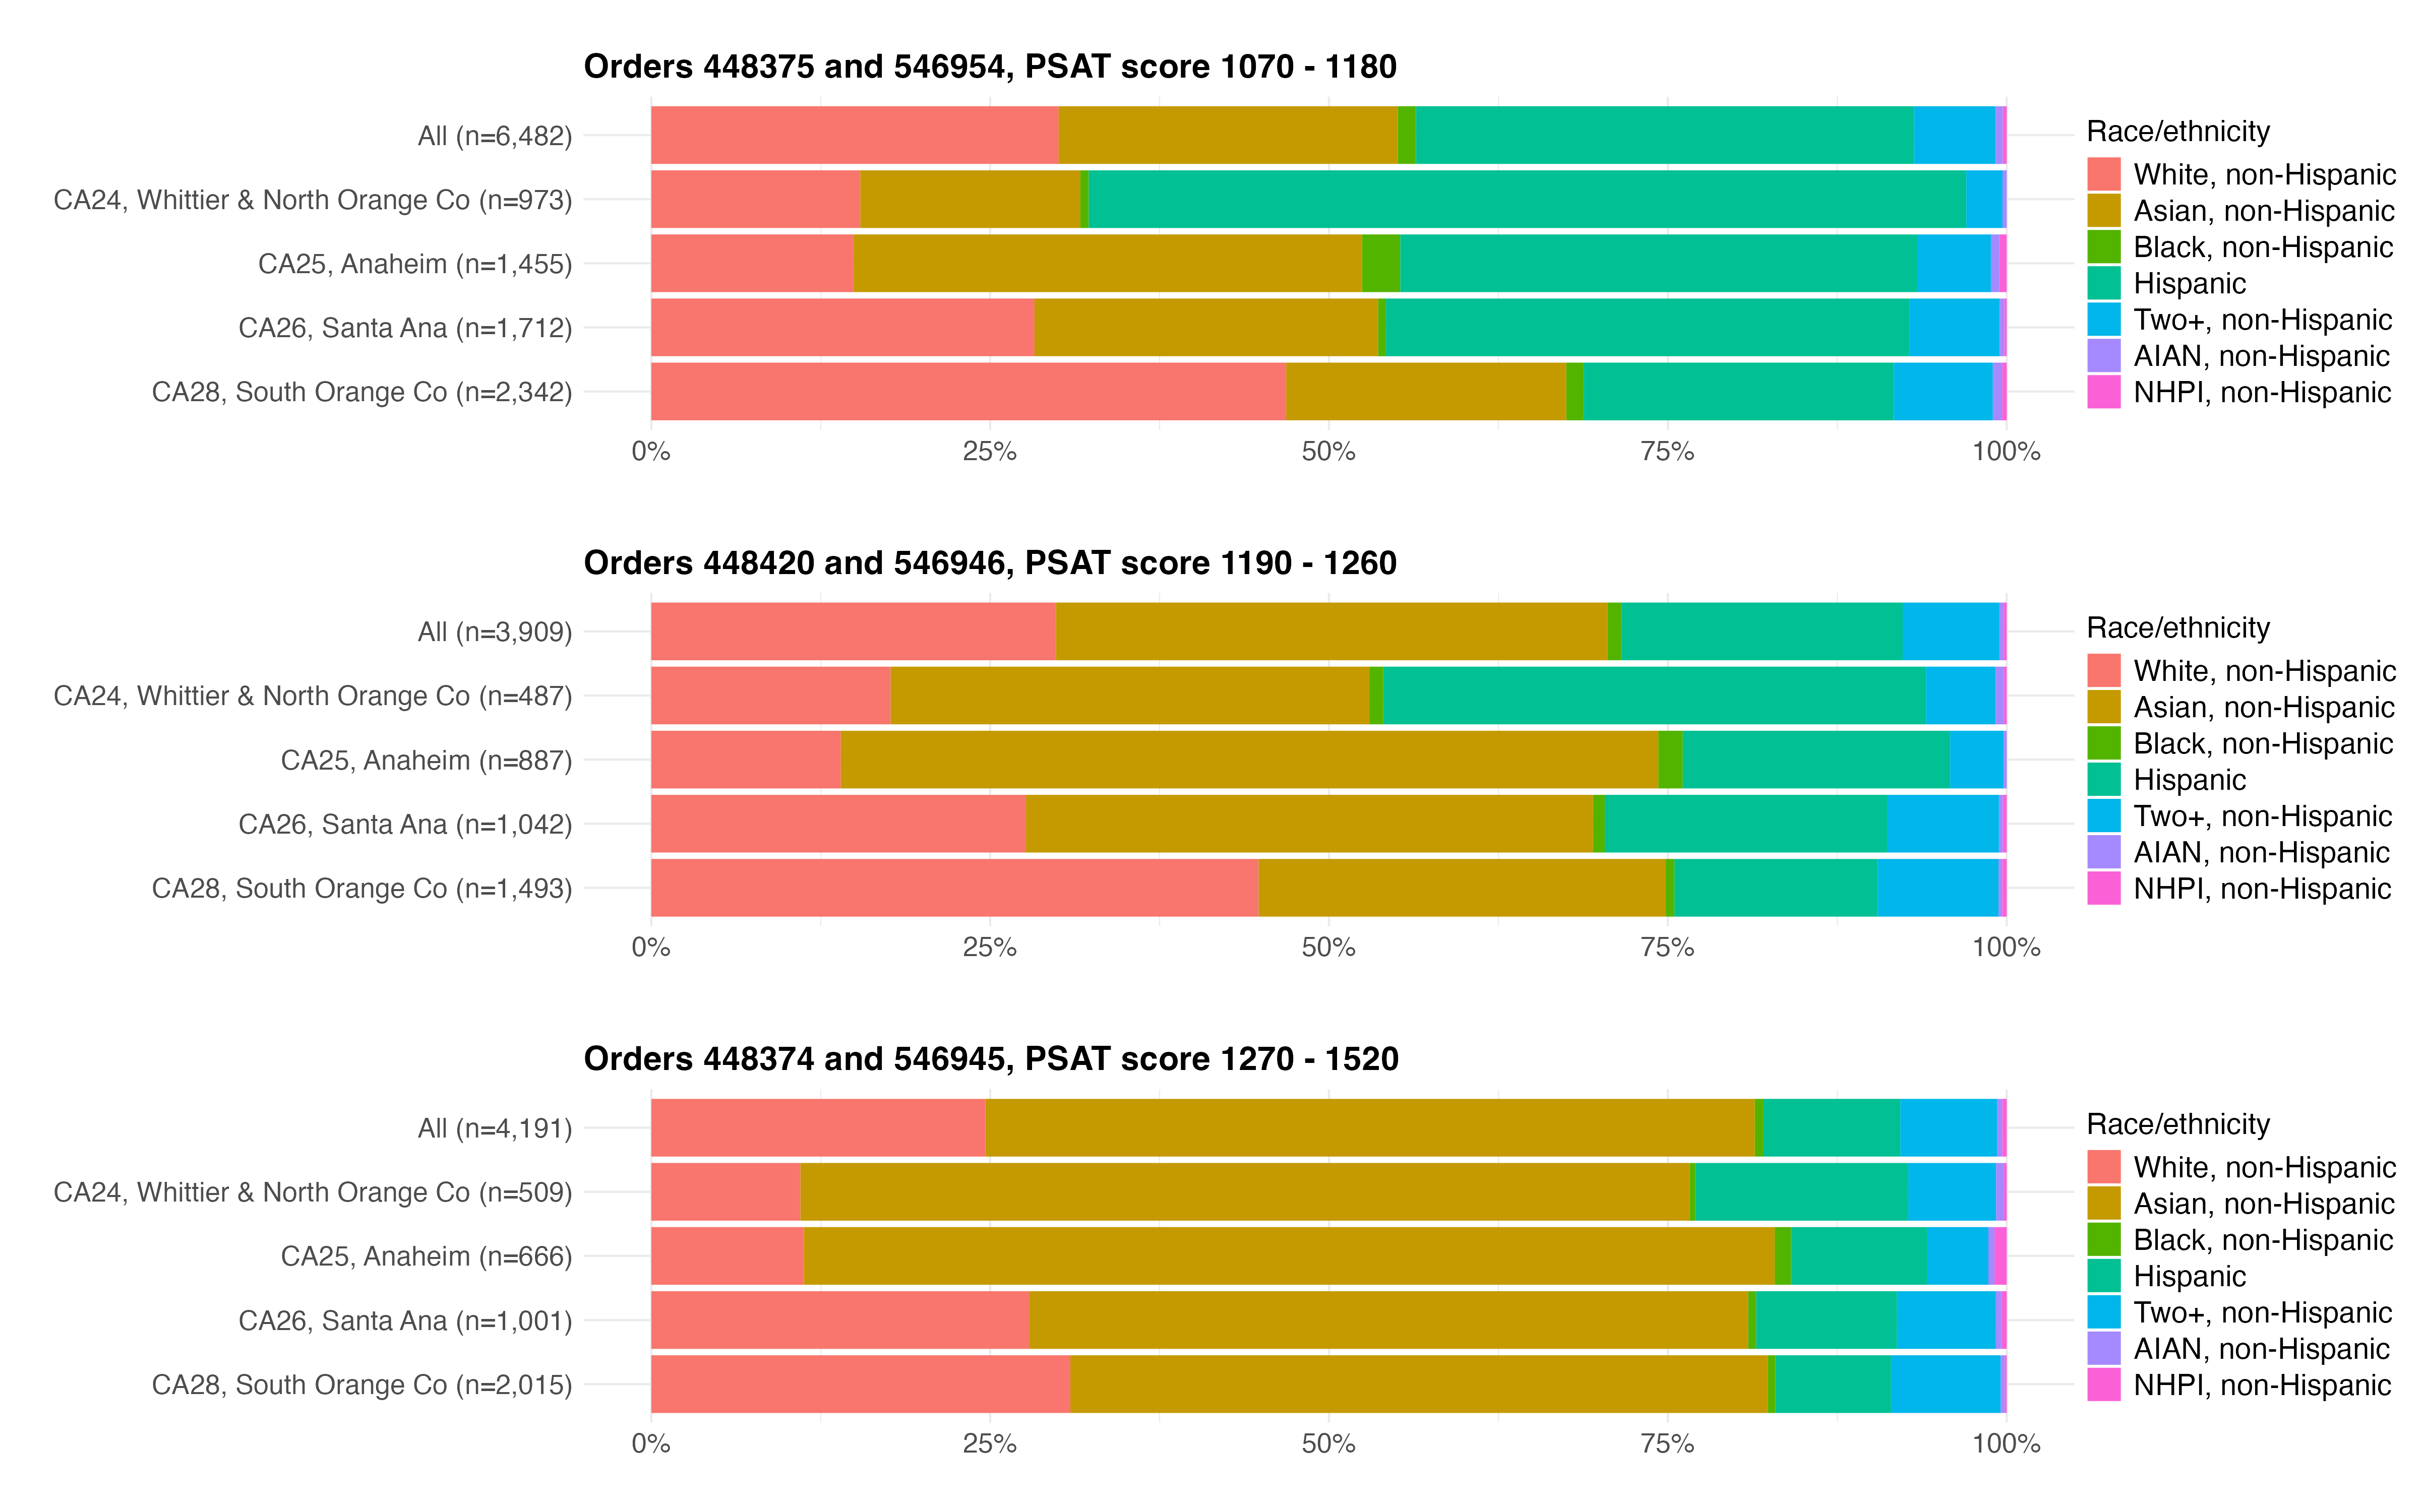 Orders 448375 and 546954, PSAT score 1070 - 1180
All (n=6,482)
CA24, Whittier & North Orange Co (n=973)
CA25, Anaheim (n=1,455)
CA26, Santa Ana (n=1,712)
CA28, South Orange Co (n=2,342)
0% 25% 50% 75% 100%
Race/ethnicity
White, non-Hispanic
Asian, non-Hispanic
Black, non-Hispanic
Hispanic
Two+, non-Hispanic
AIAN, non-Hispanic
NHPI, non-Hispanic
Orders 448420 and 546946, PSAT score 1190 - 1260
All (n=3,909)
CA24, Whittier & North Orange Co (n=487)
CA25, Anaheim (n=887)
CA26, Santa Ana (n=1,042)
CA28, South Orange Co (n=1,493)
0% 25% 50% 75% 100%
Race/ethnicity
White, non-Hispanic
Asian, non-Hispanic
Black, non-Hispanic
Hispanic
Two+, non-Hispanic
AIAN, non-Hispanic
NHPI, non-Hispanic
Orders 448374 and 546945, PSAT score 1270 - 1520
All (n=4,191)
CA24, Whittier & North Orange Co (n=509)
CA25, Anaheim (n=666)
CA26, Santa Ana (n=1,001)
CA28, South Orange Co (n=2,015)
0% 25% 50% 75% 100%
Race/ethnicity
White, non-Hispanic
Asian, non-Hispanic
Black, non-Hispanic
Hispanic
Two+, non-Hispanic
AIAN, non-Hispanic
NHPI, non-Hispanic